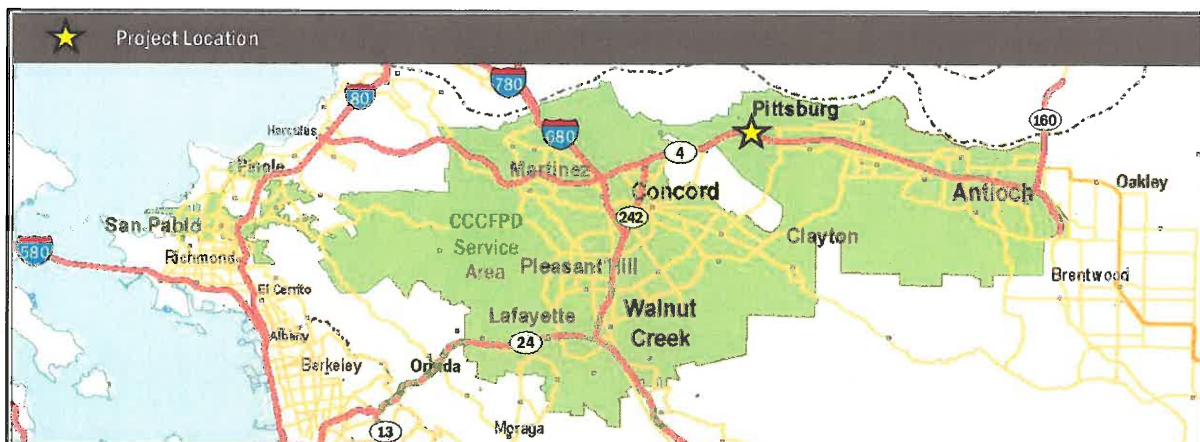 Project Location
780
80
680
Pittsburg
160
Hercules
4
Pinole
Martinez
Concord
Antioch
Oakley
San Pablo
CCCFPD
Service
Area
242
Clayton
580
Richmond
Pleasant Hill
Brentwood
El Cerrito
Walnut
Creek
Lafayette
Albany
24
Berkeley
Orinda
Moraga
13